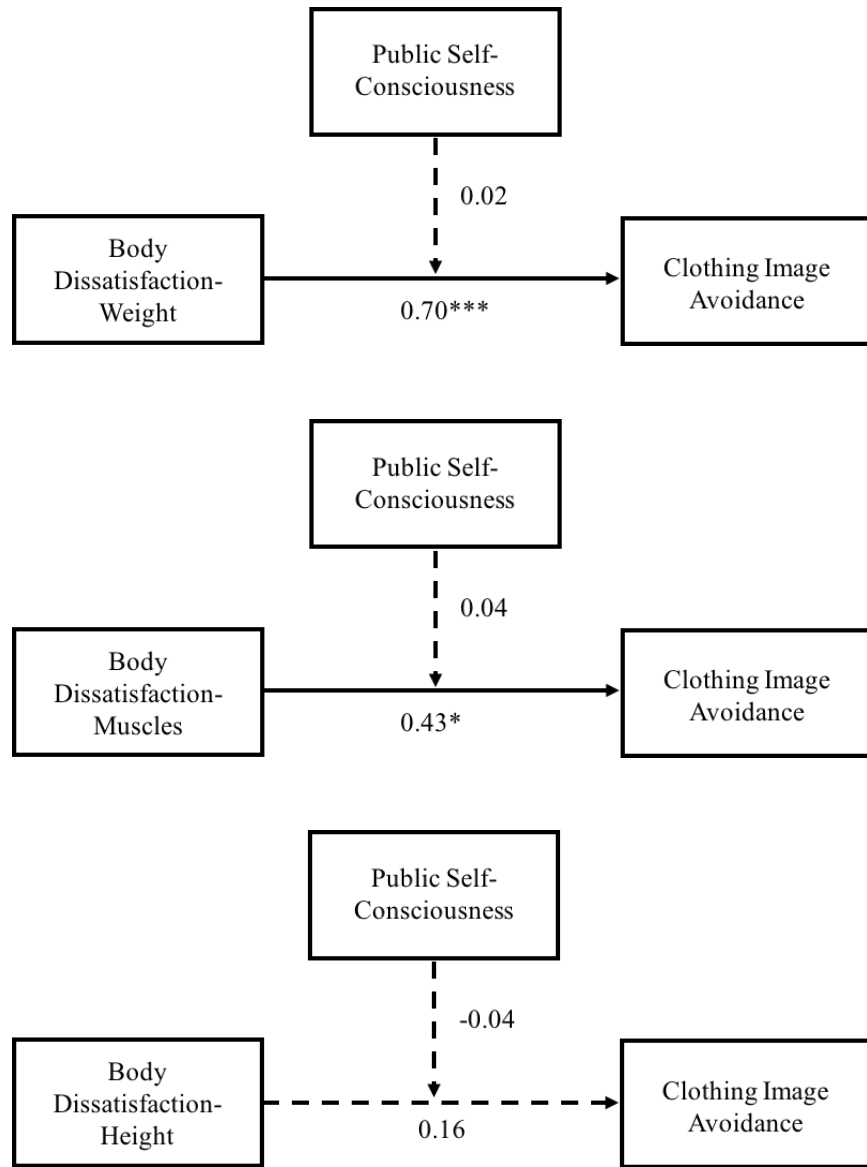 Public Self-
Consciousness
0.02
Body
Dissatisfaction-
Weight
Clothing Image
Avoidance
0.70***
Public Self-
Consciousness
0.04
Body
Dissatisfaction-
Muscles
Clothing Image
Avoidance
0.43*
Public Self-
Consciousness
-0.04
Body
Dissatisfaction-
Height
Clothing Image
Avoidance
0.16